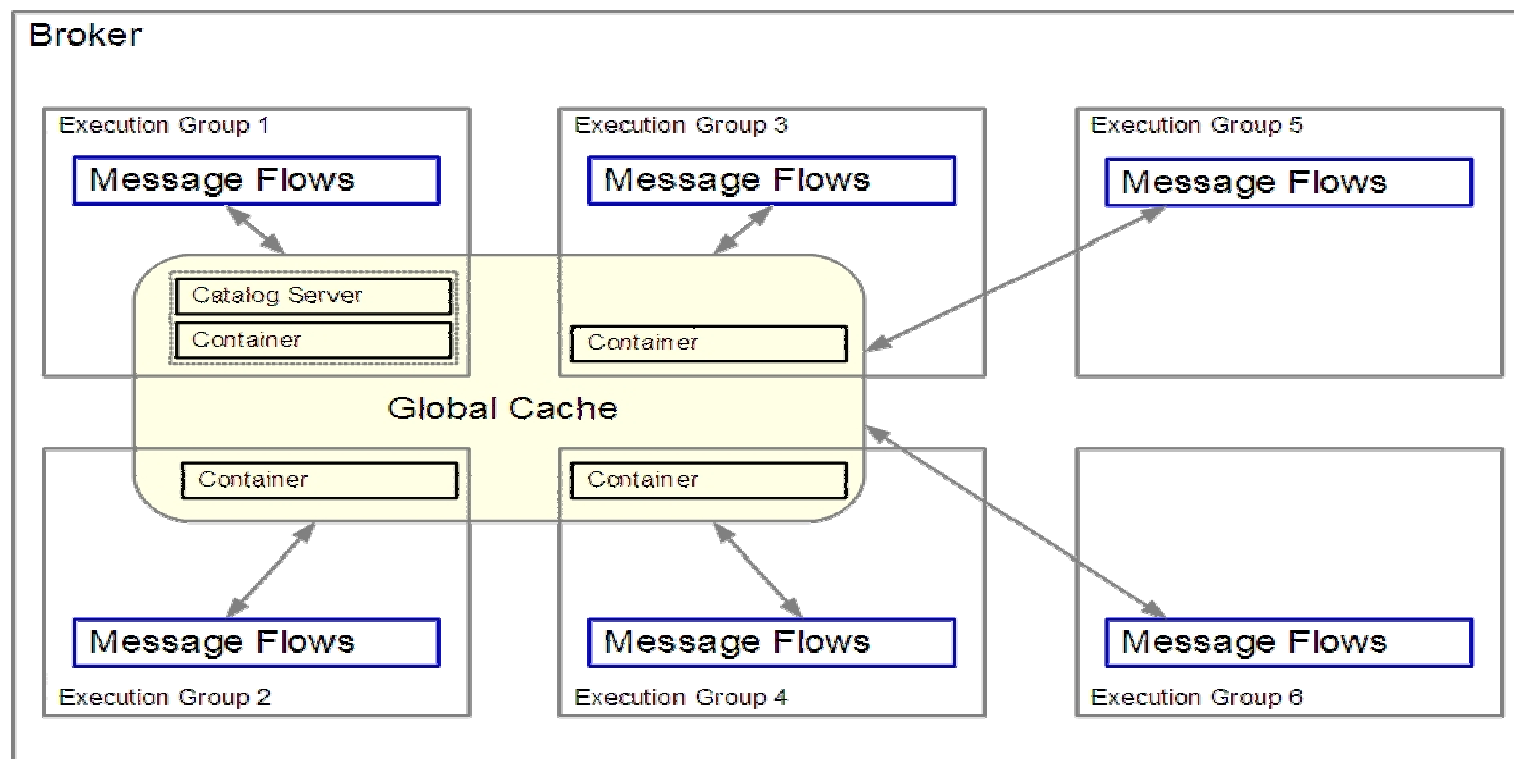 Broker
Execution Group 1
Message Flows
Catalog Server
Container
Execution Group 3
Message Flows
Container
Execution Group 5
Message Flows
Global Cache
Container
Message Flows
Execution Group 2
Container
Message Flows
Execution Group 4
Message Flows
Execution Group 6